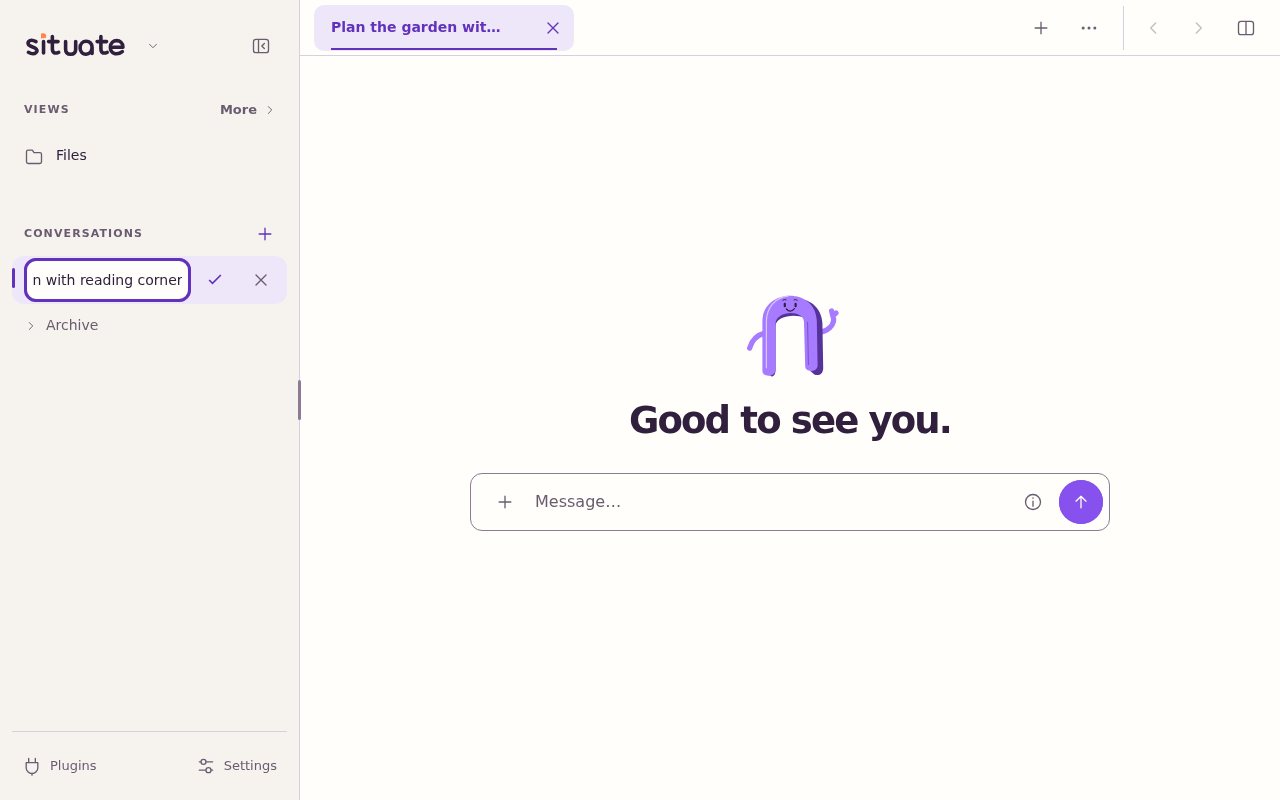 situate
VIEWS
More
Files
CONVERSATIONS
n with reading corner
Archive
Plugins
Settings
Plan the garden wit…
Good to see you.
Message…